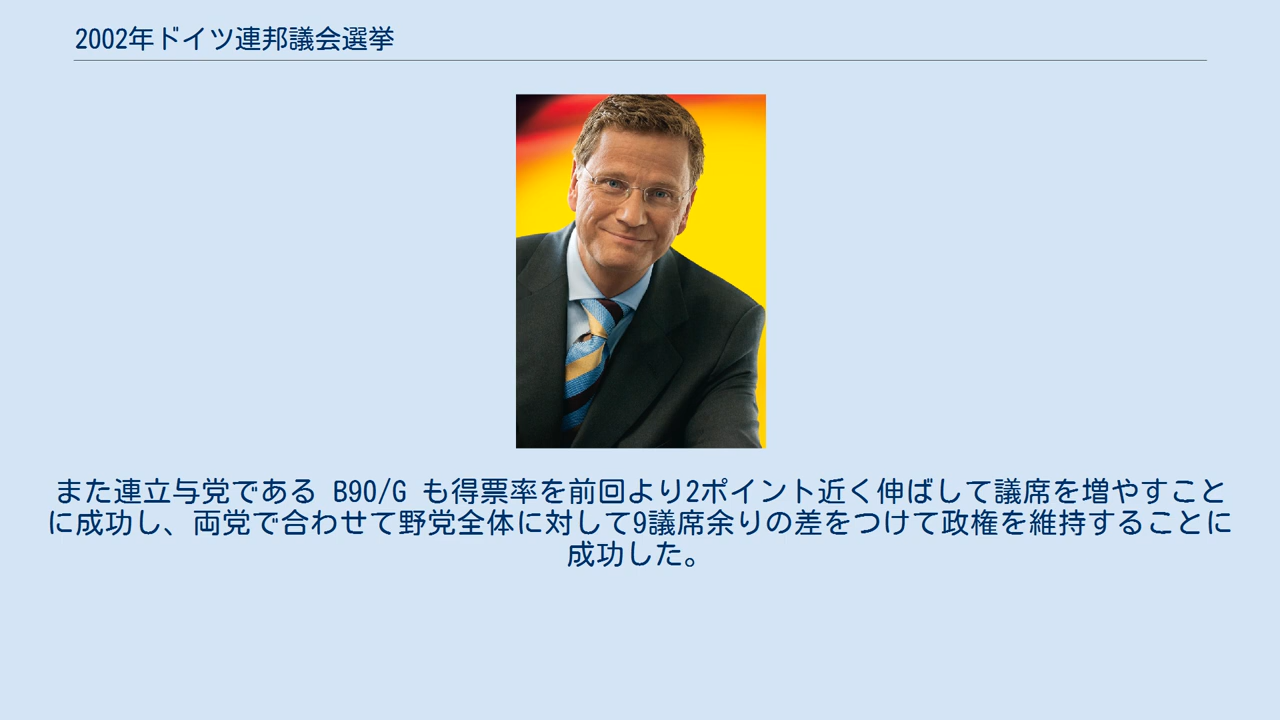 2002年ドイツ連邦議会選挙
また連立与党である B90/G も得票率を前回より2ポイント近く伸ばして議席を増やすこと
に成功し、両党で合わせて野党全体に対して9議席余りの差をつけて政権を維持することに
成功した。